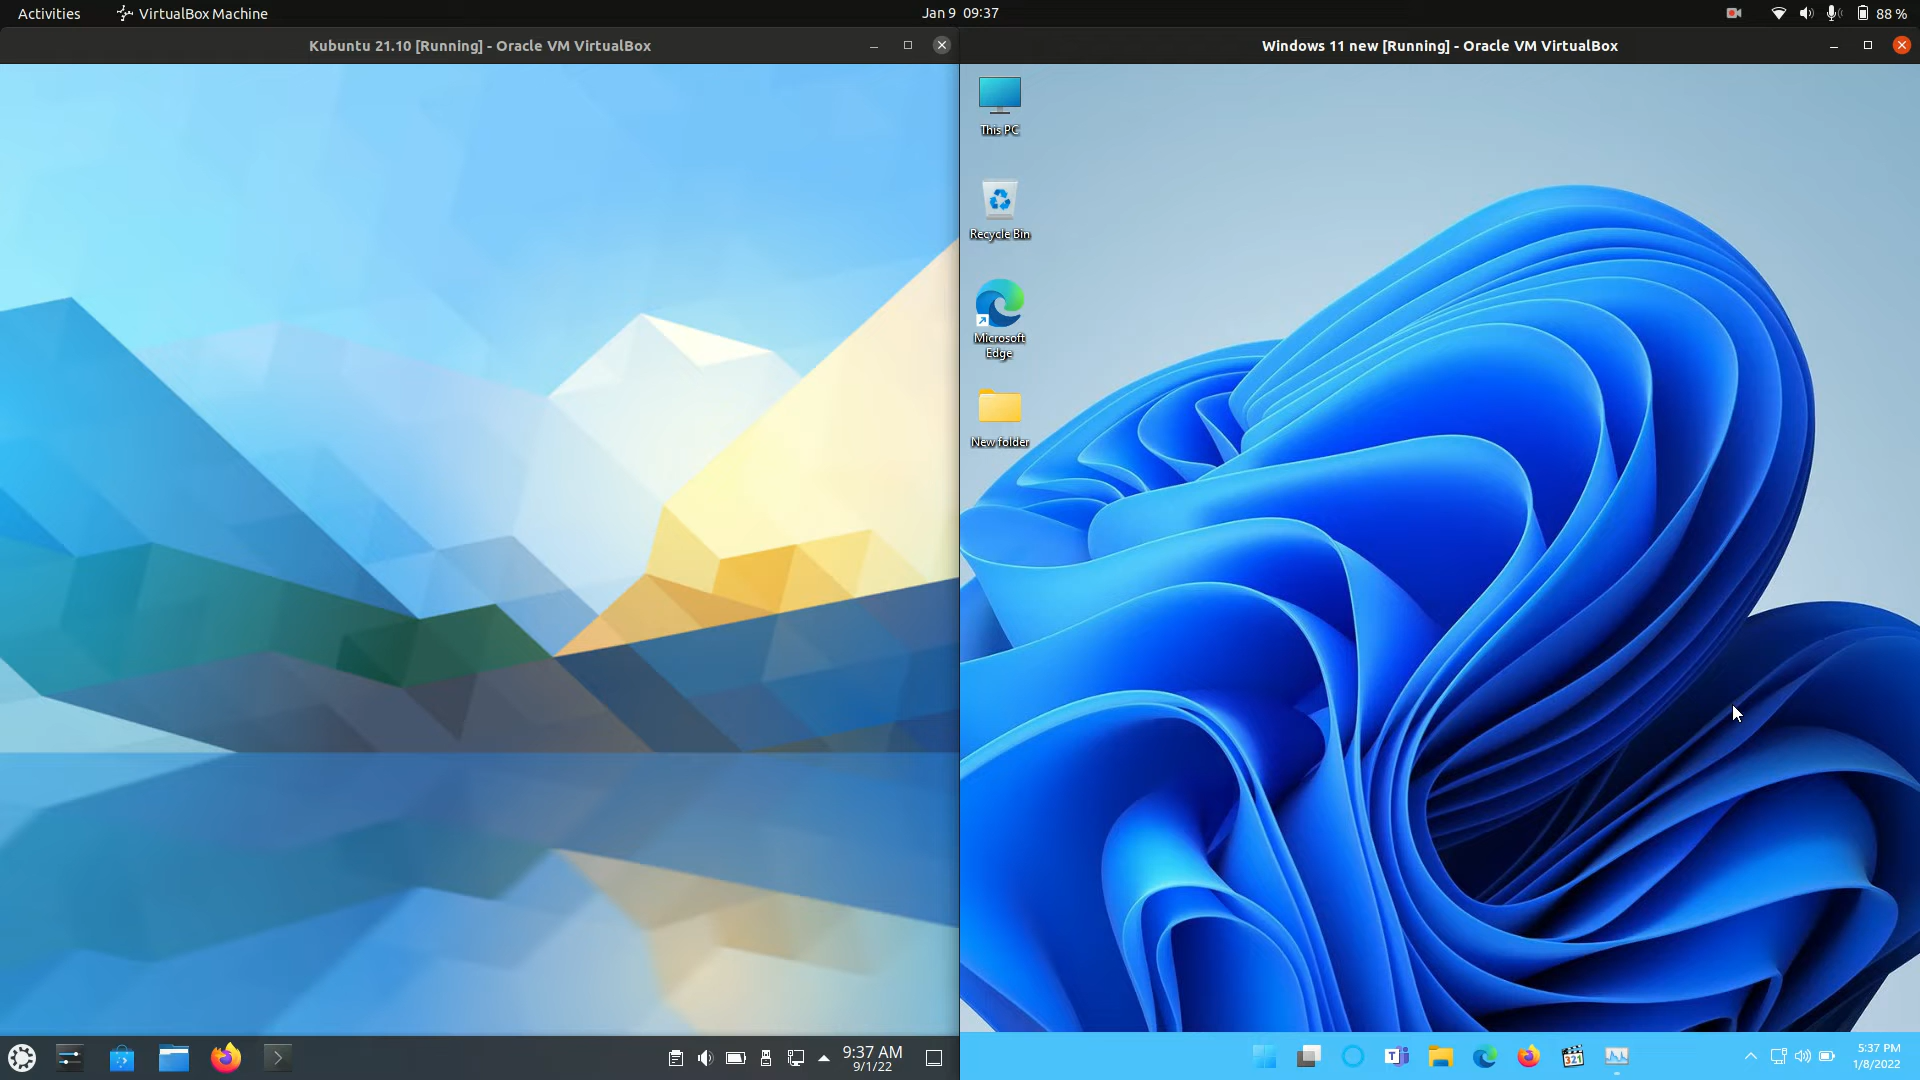 Activities
VirtualBox Machine
Jan 9 09:37
88 %
Kubuntu 21.10 [Running] - Oracle VM VirtualBox
Windows 11 new [Running] - Oracle VM VirtualBox
This PC
Recycle Bin
Microsoft
Edge
New folder
9:37 AM
9/1/22
T
321
5:37 PM
1/8/2022